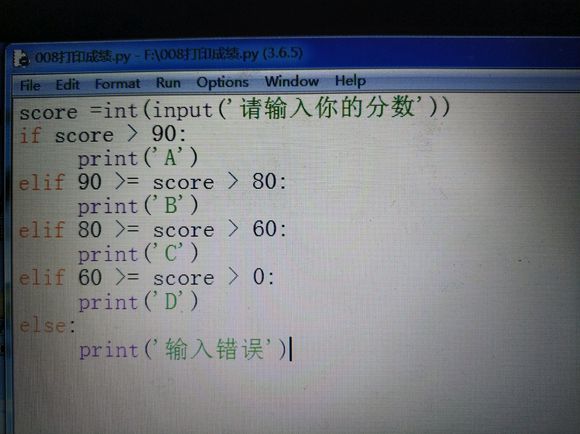 008打印成绩.py - F:\008打印成绩.py (3.6.5)
File Edit Format Run Options Window Help
score =int(input('请输入你的分数'))
if score > 90:
    print('A')
elif 90 >= score > 80:
    print('B')
elif 80 >= score > 60:
    print('C')
elif 60 >= score > 0:
    print('D')
else:
    print('输入错误')